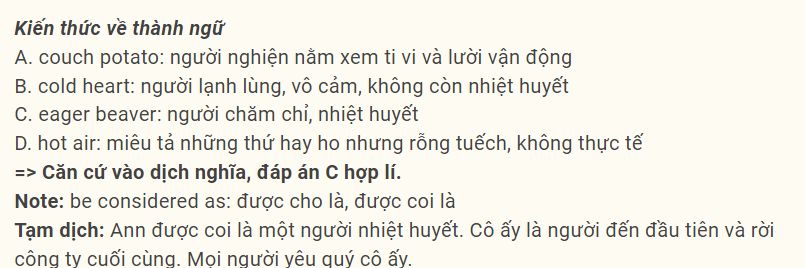 Kiến thức về thành ngữ
A. couch potato: người nghiện nằm xem ti vi và lười vận động
B. cold heart: người lạnh lùng, vô cảm, không còn nhiệt huyết
C. eager beaver: người chăm chỉ, nhiệt huyết
D. hot air: miêu tả những thứ hay ho nhưng rỗng tuếch, không thực tế
=> Căn cứ vào dịch nghĩa, đáp án C hợp lí.
Note: be considered as: được cho là, được coi là
Tạm dịch: Ann được coi là một người nhiệt huyết. Cô ấy là người đến đầu tiên và rời
công ty cuối cùng. Mọi người yêu quý cô ấy.